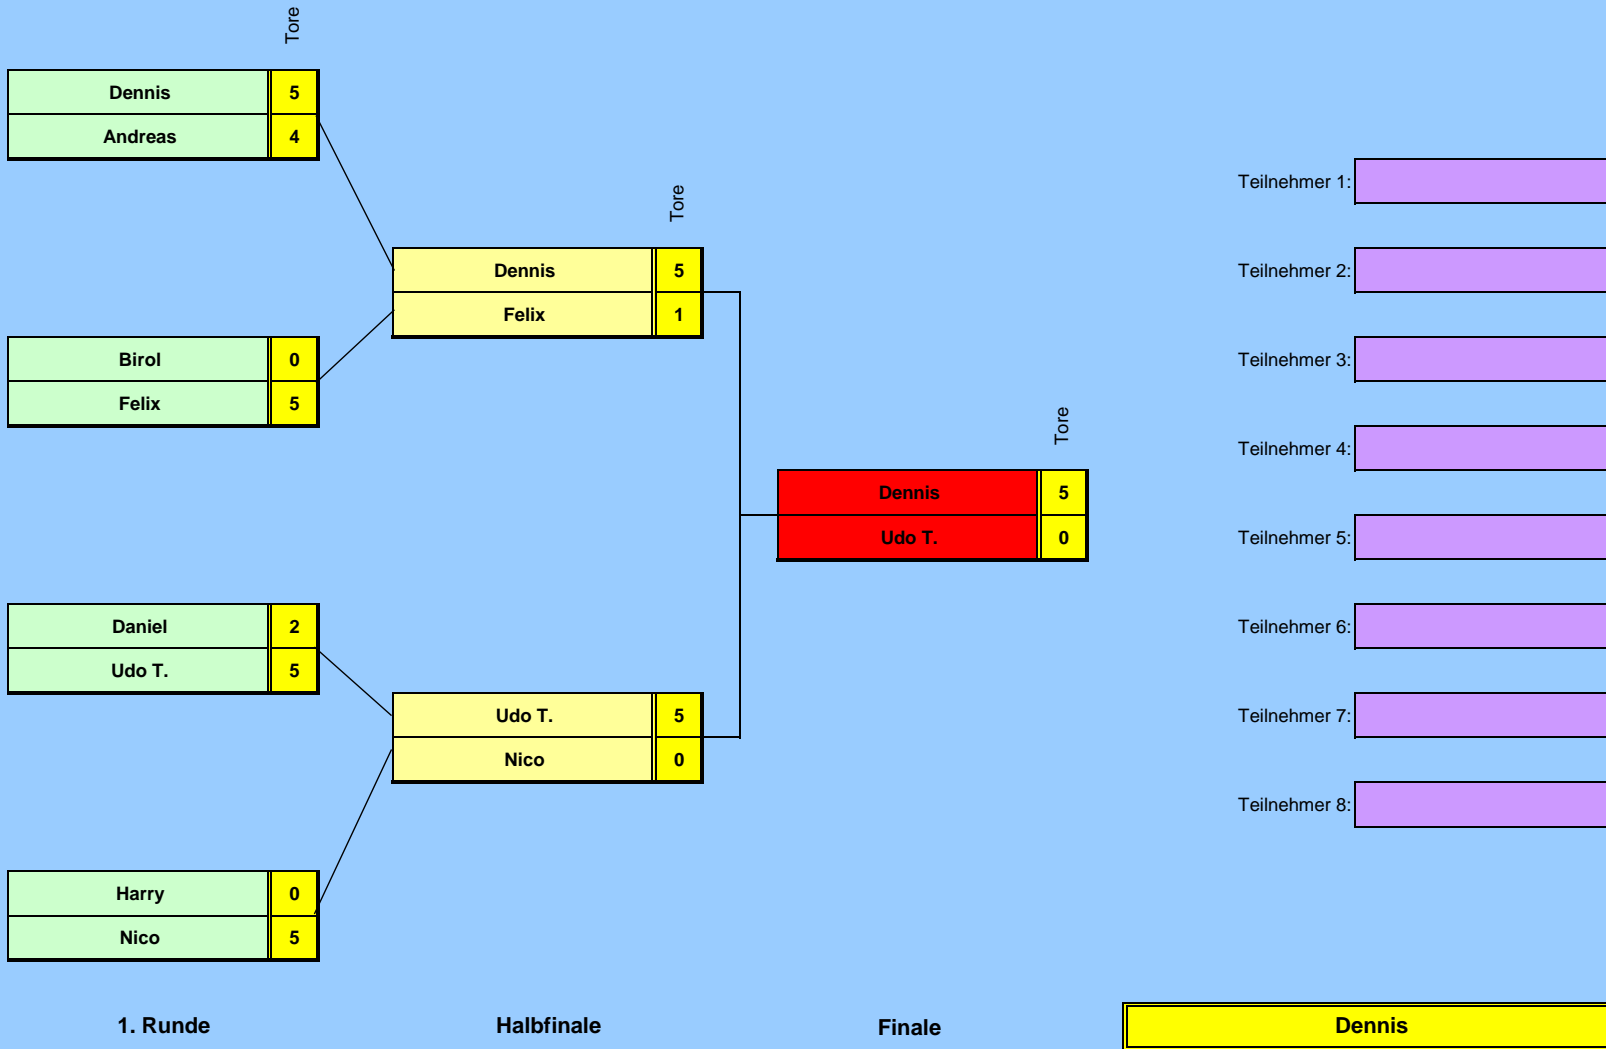 Tore
Dennis 5
Andreas 4
Teilnehmer 1:
Tore
Dennis 5
Felix 1
Teilnehmer 2:
Birol 0
Felix 5
Teilnehmer 3:
Tore
Teilnehmer 4:
Dennis 5
Udo T. 0
Teilnehmer 5:
Daniel 2
Udo T. 5
Teilnehmer 6:
Udo T. 5
Nico 0
Teilnehmer 7:
Teilnehmer 8:
Harry 0
Nico 5
1. Runde
Halbfinale
Finale
Dennis